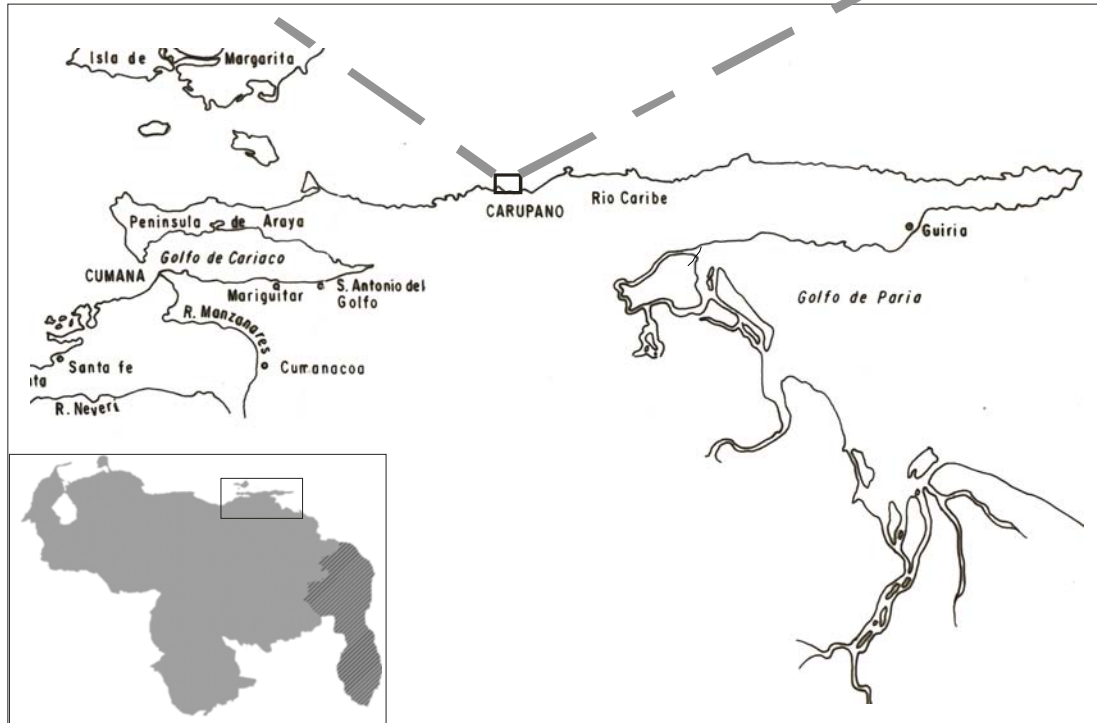 Isla de Margarita
CARUPANO
Rio Caribe
Peninsula de Araya
Guiria
Golfo de Cariaco
CUMANA
Mariguitar
S. Antonio del
Golfo
Golfo de Paria
R. Manzanares
Santa fe
Cumanacoa
ta
R. Neveri